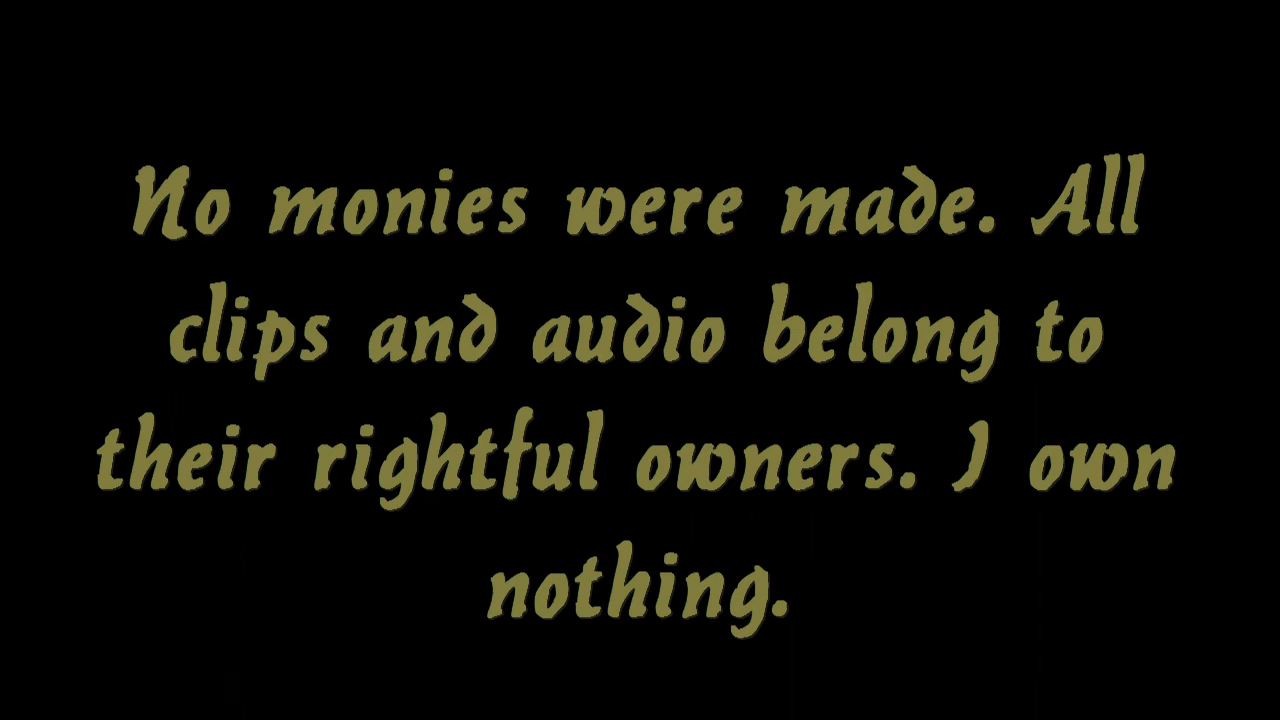 No monies were made. All
clips and audio belong to
their rightful owners. I own
nothing.